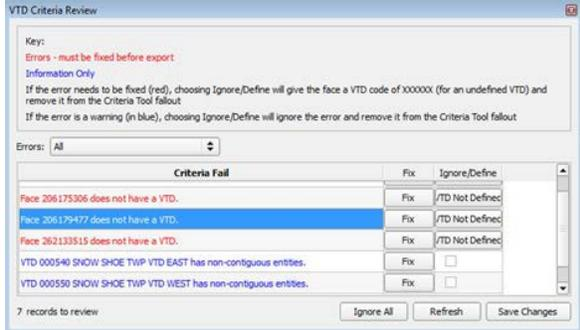 VTD Criteria Review
Key:
Errors - must be fixed before export
Information Only
If the error needs to be fixed (red), choosing Ignore/Define will give the face a VTD code of XXXXXX (for an undefined VTD) and
remove it from the Criteria Tool fallout
If the error is a warning (in blue), choosing Ignore/Define will ignore the error and remove it from the Criteria Tool fallout
Errors: All
Criteria Fail Fix Ignore/Define
Face 206175306 does not have a VTD. Fix /TD Not Definec
Face 206179477 does not have a VTD. Fix /TD Not Definec
Face 262133515 does not have a VTD. Fix /TD Not Definec
VTD 000540 SNOW SHOE TWP VTD EAST has non-contiguous entities. Fix
VTD 000550 SNOW SHOE TWP VTD WEST has non-contiguous entities. Fix
7 records to review Ignore All Refresh Save Changes